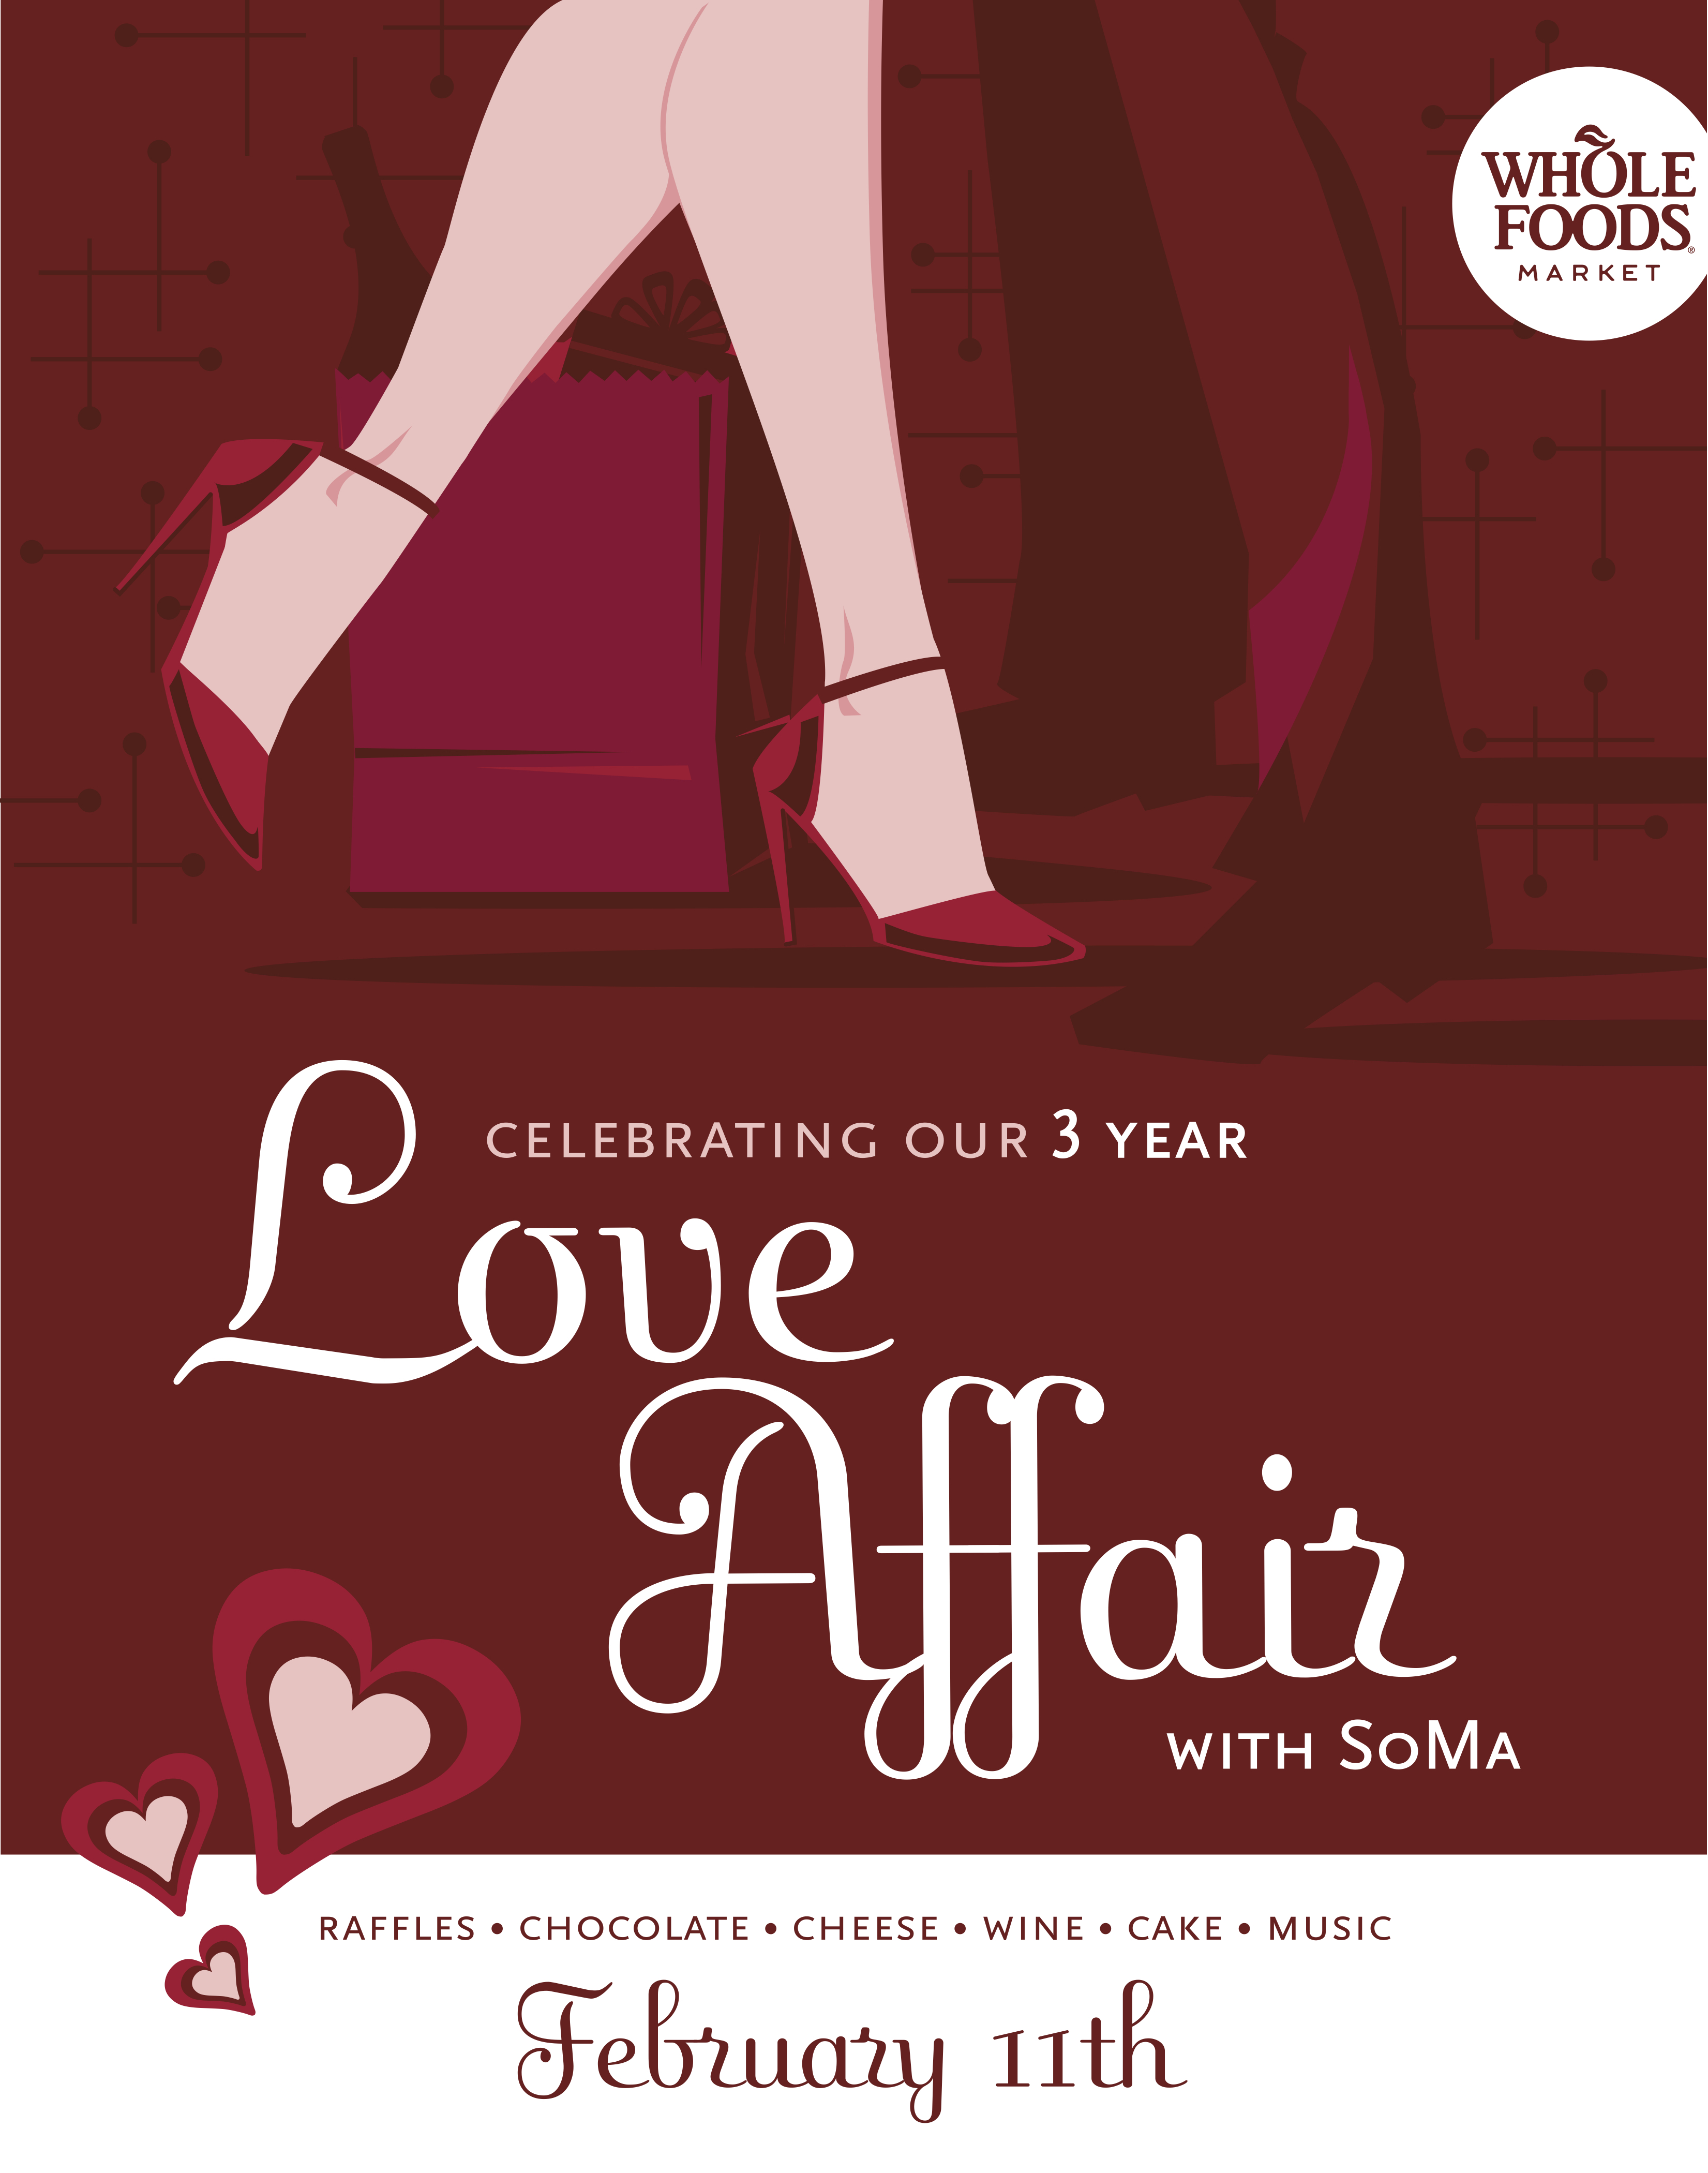 WHOLE
FOODS®
MARKET
CELEBRATING OUR 3 YEAR
Love
Affair
WITH SOMA
RAFFLES • CHOCOLATE • CHEESE • WINE • CAKE • MUSIC
February 11th